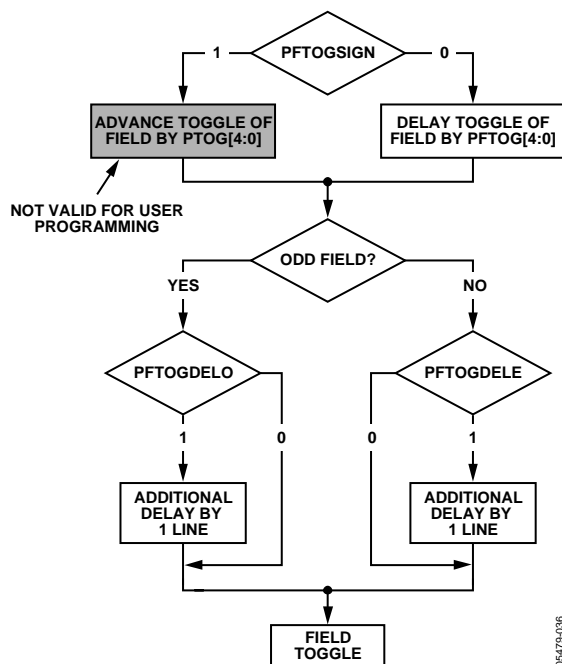 PFTOGSIGN
1
0
ADVANCE TOGGLE OF
FIELD BY PTOG[4:0]
DELAY TOGGLE OF
FIELD BY PFTOG[4:0]
NOT VALID FOR USER
PROGRAMMING
ODD FIELD?
YES
NO
PFTOGDELO
PFTOGDELE
1
0
0
1
ADDITIONAL
DELAY BY
1 LINE
ADDITIONAL
DELAY BY
1 LINE
FIELD
TOGGLE
05479-036